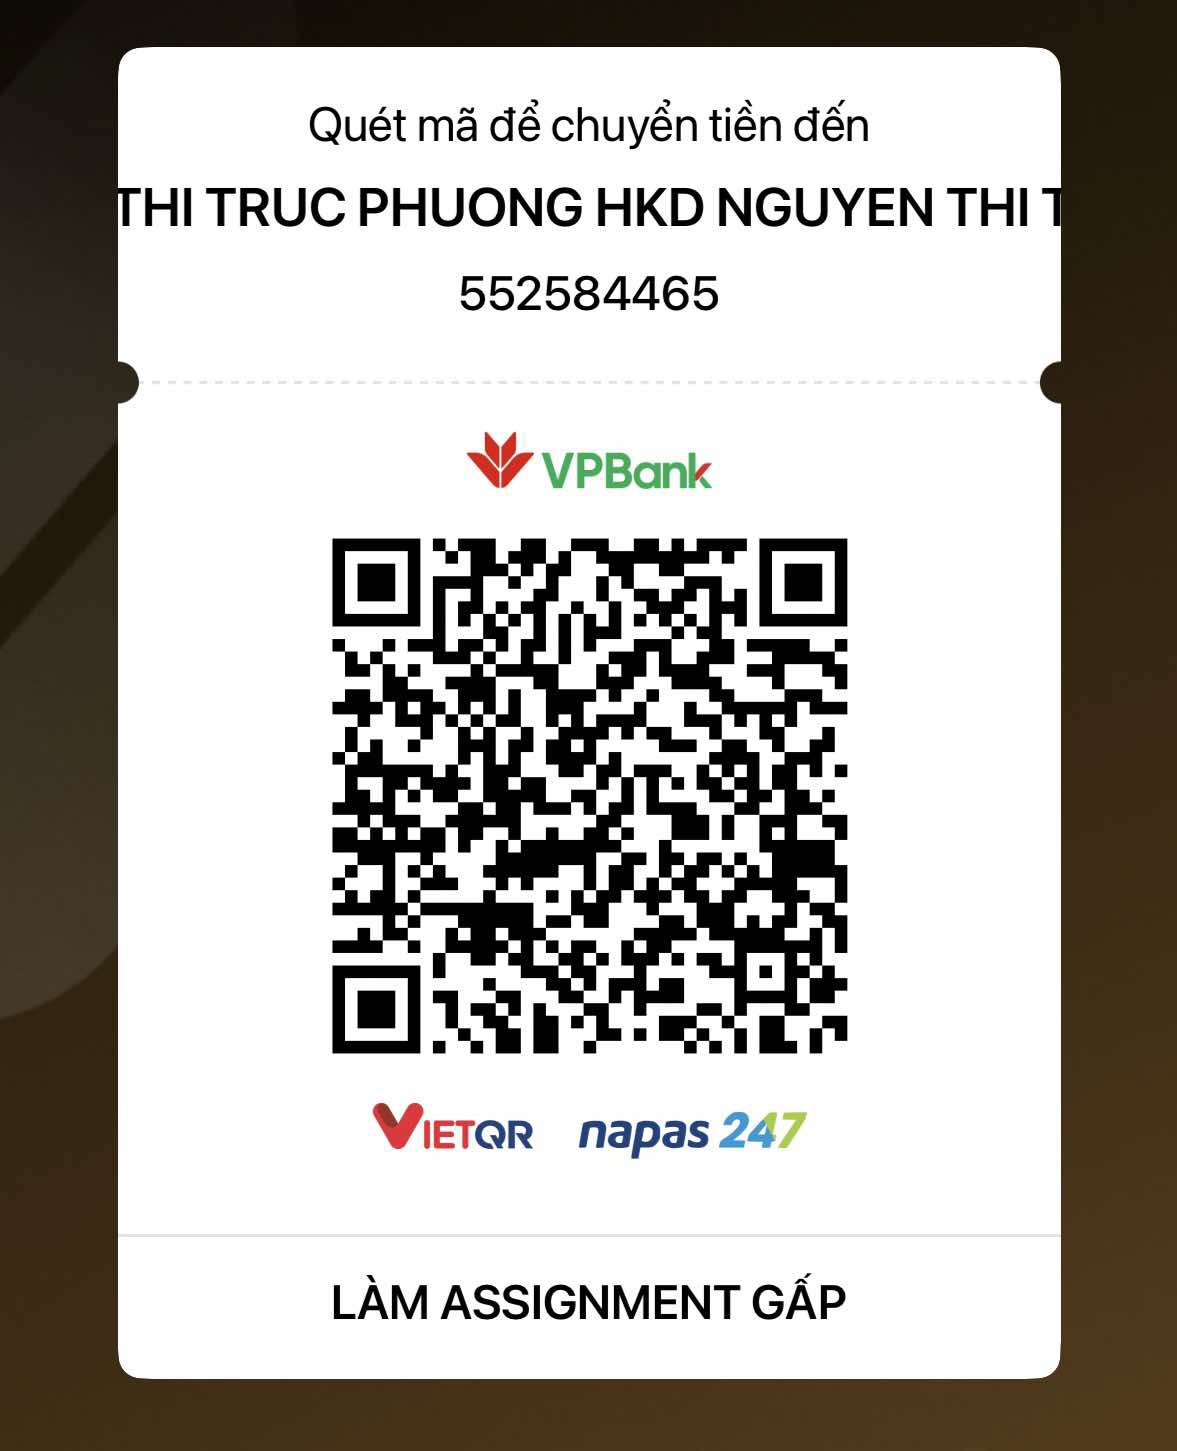 Quét mã để chuyển tiền đến
THI TRUC PHUONG HKD NGUYEN THI
552584465
VPBank
VIETQR napas 247
LÀM ASSIGNMENT GẤP